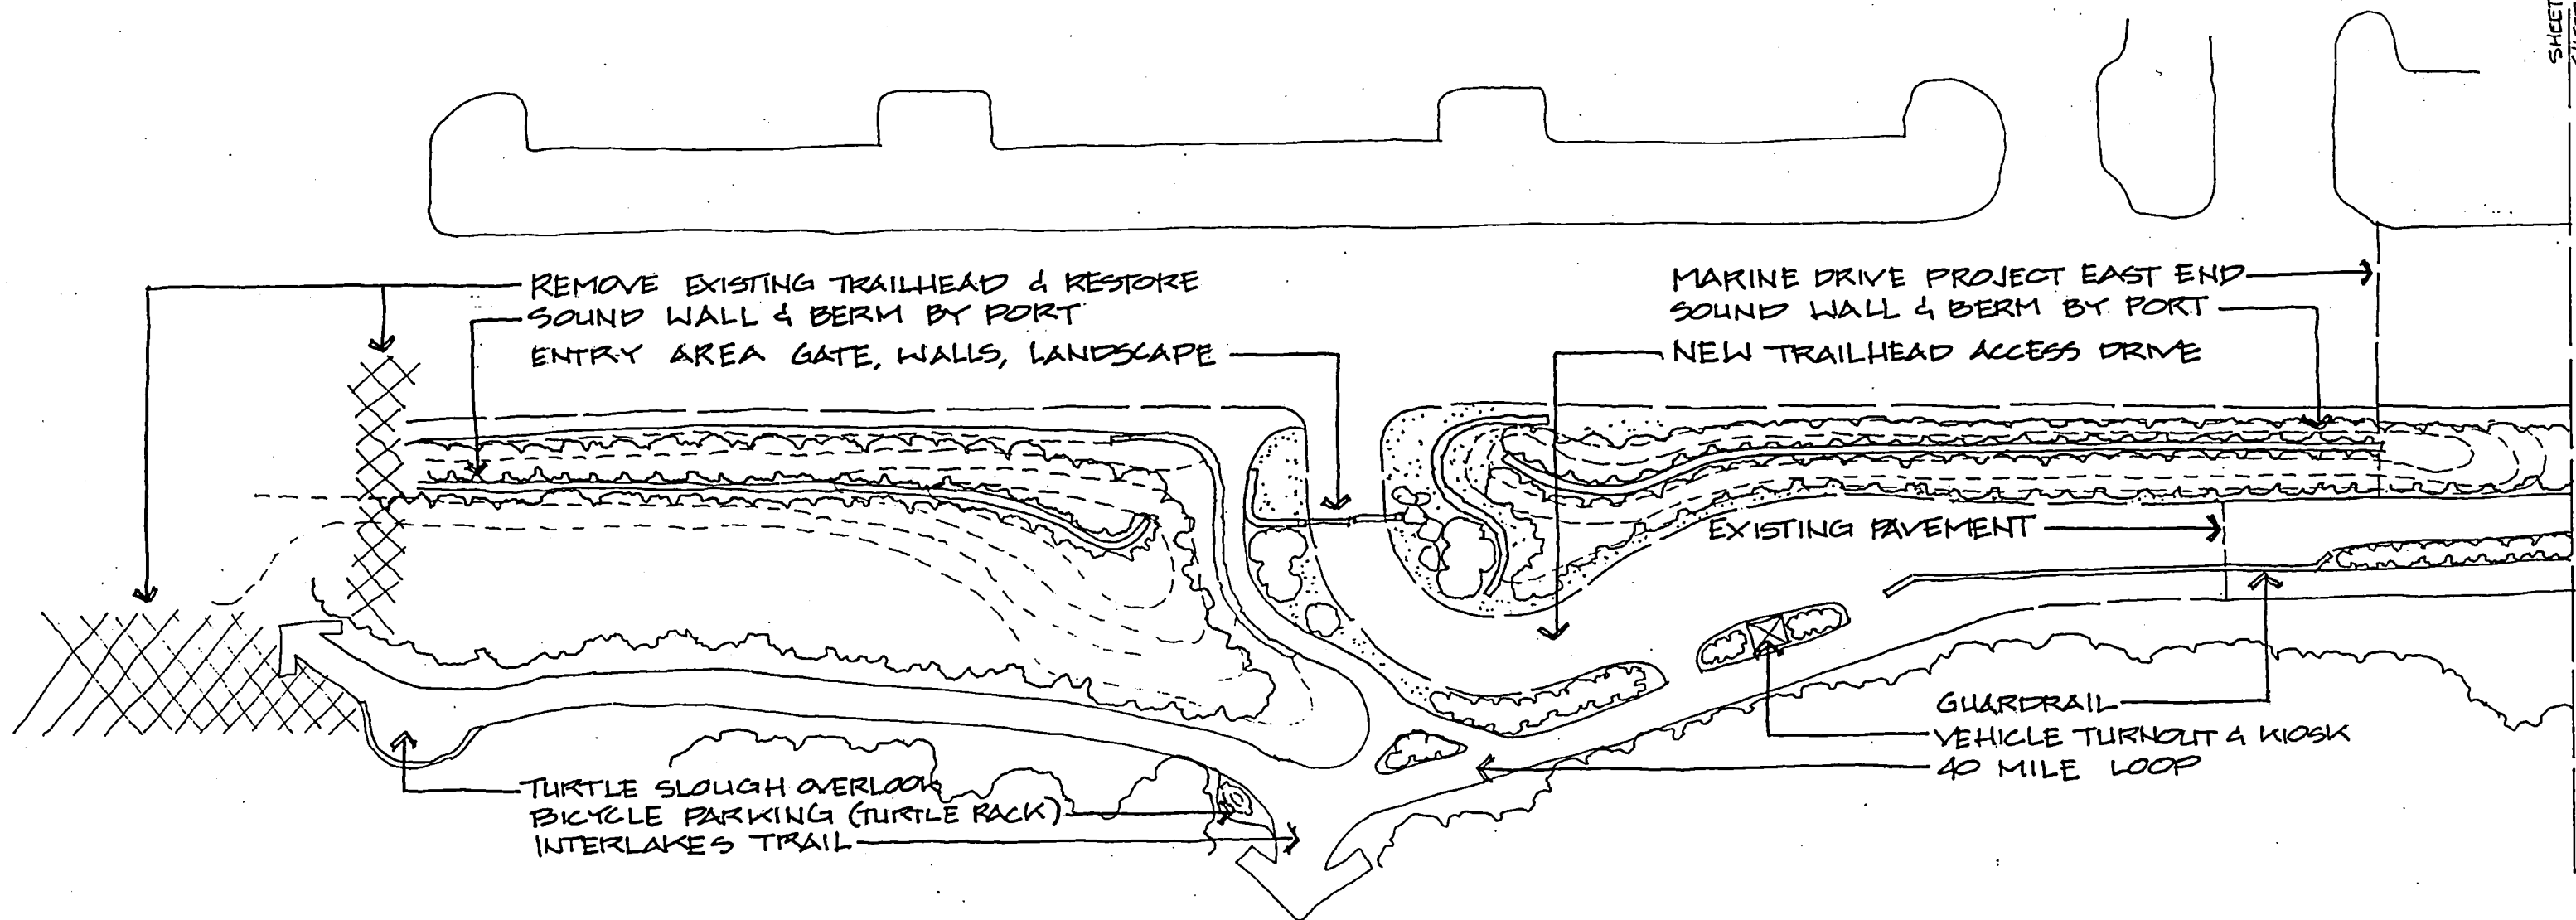 SHEET
REMOVE EXISTING TRAILHEAD & RESTORE
SOUND WALL & BERM BY PORT
ENTRY AREA GATE, WALLS, LANDSCAPE
MARINE DRIVE PROJECT EAST END
SOUND WALL & BERM BY PORT
NEW TRAILHEAD ACCESS DRIVE
EXISTING PAVEMENT
GUARDRAIL
VEHICLE TURNOUT & KIOSK
40 MILE LOOP
TURTLE SLOUGH OVERLOOK
BICYCLE PARKING (TURTLE RACK)
INTERLAKES TRAIL